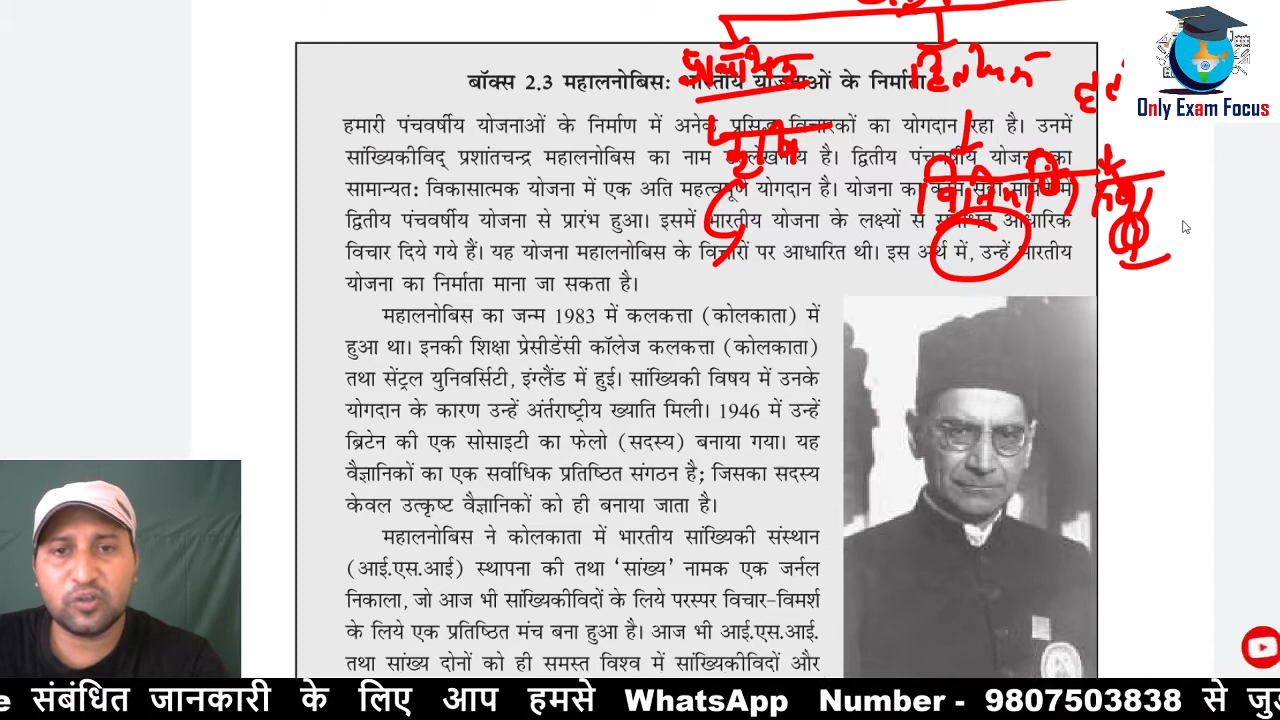 Only Exam Focus
बॉक्स 2.3 महालनोबिसः भारतीय योजनाओं के निर्माता
हमारी पंचवर्षीय योजनाओं के निर्माण में अनेक प्रसिद्ध विचारकों का योगदान रहा है। उनमें
सांख्यिकीविद् प्रशांतचन्द्र महालनोबिस का नाम उल्लेखनीय है। द्वितीय पंचवर्षीय योजना का
सामान्यत: विकासात्मक योजना में एक अति महत्वपूर्ण योगदान है। योजना का काम सही मायने में
द्वितीय पंचवर्षीय योजना से प्रारंभ हुआ। इसमें भारतीय योजना के लक्ष्यों से संबंधित आधारिक
विचार दिये गये हैं। यह योजना महालनोबिस के विचारों पर आधारित थी। इस अर्थ में, उन्हें भारतीय
योजना का निर्माता माना जा सकता है।
महालनोबिस का जन्म 1983 में कलकत्ता (कोलकाता) में
हुआ था। इनकी शिक्षा प्रेसीडेंसी कॉलेज कलकत्ता (कोलकाता)
तथा सेंट्रल युनिवर्सिटी, इंग्लैंड में हुई। सांख्यिकी विषय में उनके
योगदान के कारण उन्हें अंर्तराष्ट्रीय ख्याति मिली। 1946 में उन्हें
ब्रिटेन की एक सोसाइटी का फेलो (सदस्य) बनाया गया। यह
वैज्ञानिकों का एक सर्वाधिक प्रतिष्ठित संगठन है; जिसका सदस्य
केवल उत्कृष्ट वैज्ञानिकों को ही बनाया जाता है।
महालनोबिस ने कोलकाता में भारतीय सांख्यिकी संस्थान
(आई.एस.आई) स्थापना की तथा 'सांख्य' नामक एक जर्नल
निकाला, जो आज भी सांख्यिकीविदों के लिये परस्पर विचार-विमर्श
के लिये एक प्रतिष्ठित मंच बना हुआ है। आज भी आई.एस.आई.
तथा सांख्य दोनों को ही समस्त विश्व में सांख्यिकीविदों और
e संबंधित जानकारी के लिए आप हमसे WhatsApp Number - 9807503838 से जुड़